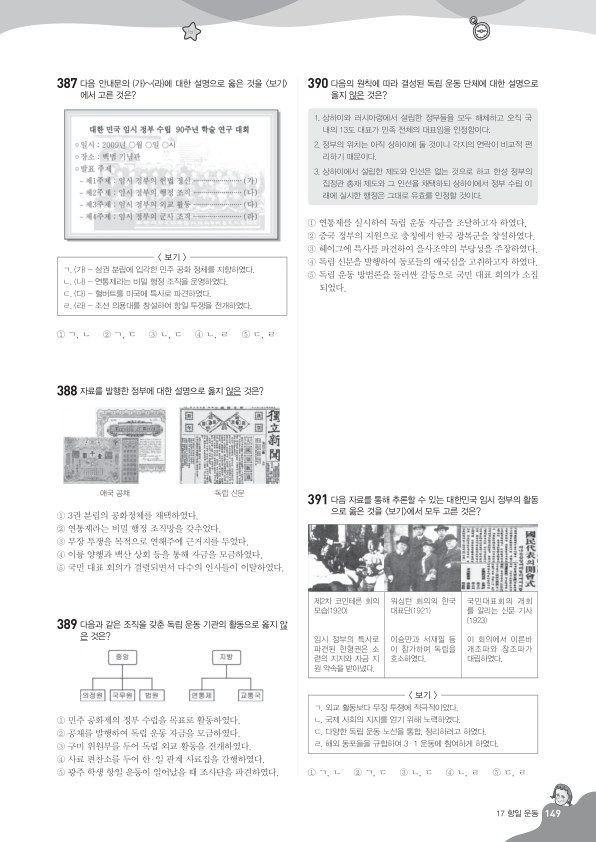 387 다음 안내문의 (가)~(라)에 대한 설명으로 옳은 것을 〈보기〉
에서 고른 것은?
대한 민국 임시 정부 수립 90주년 학술 연구 대회
○ 일시 : 2009년 ○월 ○일 ○시
○ 장소 : 백범 기념관
○ 발표 주제
- 제1주제 : 임시 정부의 헌법 정신 (가)
- 제2주제 : 임시 정부의 행정 조직 (나)
- 제3주제 : 임시 정부의 외교 활동 (다)
- 제4주제 : 임시 정부의 군사 조직 (라)
〈 보기 〉
ㄱ. (가) - 삼권 분립에 입각한 민주 공화 정체를 지향하였다.
ㄴ. (나) - 연통제라는 비밀 행정 조직을 운영하였다.
ㄷ. (다) - 헐버트를 미국에 특사로 파견하였다.
ㄹ. (라) - 조선 의용대를 창설하여 항일 투쟁을 전개하였다.
① ㄱ, ㄴ ② ㄱ, ㄷ ③ ㄴ, ㄷ ④ ㄴ, ㄹ ⑤ ㄷ, ㄹ
388 자료를 발행한 정부에 대한 설명으로 옳지 않은 것은?
獨立新聞
애국 공채 독립 신문
① 3권 분립의 공화정체를 채택하였다.
② 연통제라는 비밀 행정 조직망을 갖추었다.
③ 무장 투쟁을 목적으로 연해주에 근거지를 두었다.
④ 이륭 양행과 백산 상회 등을 통해 자금을 모금하였다.
⑤ 국민 대표 회의가 결렬되면서 다수의 인사들이 이탈하였다.
389 다음과 같은 조직을 갖춘 독립 운동 기관의 활동으로 옳지 않
은 것은?
중앙 지방
의정원 국무원 법원 연통제 교통국
① 민주 공화제의 정부 수립을 목표로 활동하였다.
② 공채를 발행하여 독립 운동 자금을 모금하였다.
③ 구미 위원부를 두어 독립 외교 활동을 전개하였다.
④ 사료 편찬소를 두어 한·일 관계 사료집을 간행하였다.
⑤ 광주 학생 항일 운동이 일어났을 때 조사단을 파견하였다.
390 다음의 원칙에 따라 결성된 독립 운동 단체에 대한 설명으로
옳지 않은 것은?
1. 상하이와 러시아령에서 설립한 정부들을 모두 해체하고 오직 국
내의 13도 대표가 민족 전체의 대표임을 인정함이다.
2. 정부의 위치는 아직 상하이에 둘 것이니 각지의 연락이 비교적 편
리하기 때문이다.
3. 상하이에서 설립한 제도와 인선은 없는 것으로 하고 한성 정부의
집정관 총재 제도와 그 인선을 채택하되 상하이에서 정부 수립 이
래에 실시한 행정은 그대로 유효를 인정할 것이다.
① 연통제를 실시하여 독립 운동 자금을 조달하고자 하였다.
② 중국 정부의 지원으로 충칭에서 한국 광복군을 창설하였다.
③ 헤이그에 특사를 파견하여 을사조약의 부당성을 주장하였다.
④ 독립 신문을 발행하여 동포들의 애국심을 고취하고자 하였다.
⑤ 독립 운동 방법론을 둘러싼 갈등으로 국민 대표 회의가 소집
되었다.
391 다음 자료를 통해 추론할 수 있는 대한민국 임시 정부의 활동
으로 옳은 것을 〈보기〉에서 모두 고른 것은?
國民代表의開會式
제2차 코민테른 회의
모습(1920)
워싱턴 회의의 한국
대표단(1921)
국민대표회의 개회
를 알리는 신문 기사
(1923)
임시 정부의 특사로
파견된 한형권은 소
련의 지지와 자금 지
원 약속을 받아냈다.
이승만과 서재필 등
이 참가하여 독립을
호소하였다.
이 회의에서 이른바
개조파와 창조파가
대립하였다.
〈 보기 〉
ㄱ. 외교 활동보다 무장 투쟁에 적극적이었다.
ㄴ. 국제 사회의 지지를 얻기 위해 노력하였다.
ㄷ. 다양한 독립 운동 노선을 통합, 정리하려고 하였다.
ㄹ. 해외 동포들을 규합하여 3·1 운동에 참여하게 하였다.
① ㄱ, ㄴ ② ㄱ, ㄷ ③ ㄴ, ㄷ ④ ㄴ, ㄹ ⑤ ㄷ, ㄹ
17 항일 운동 149